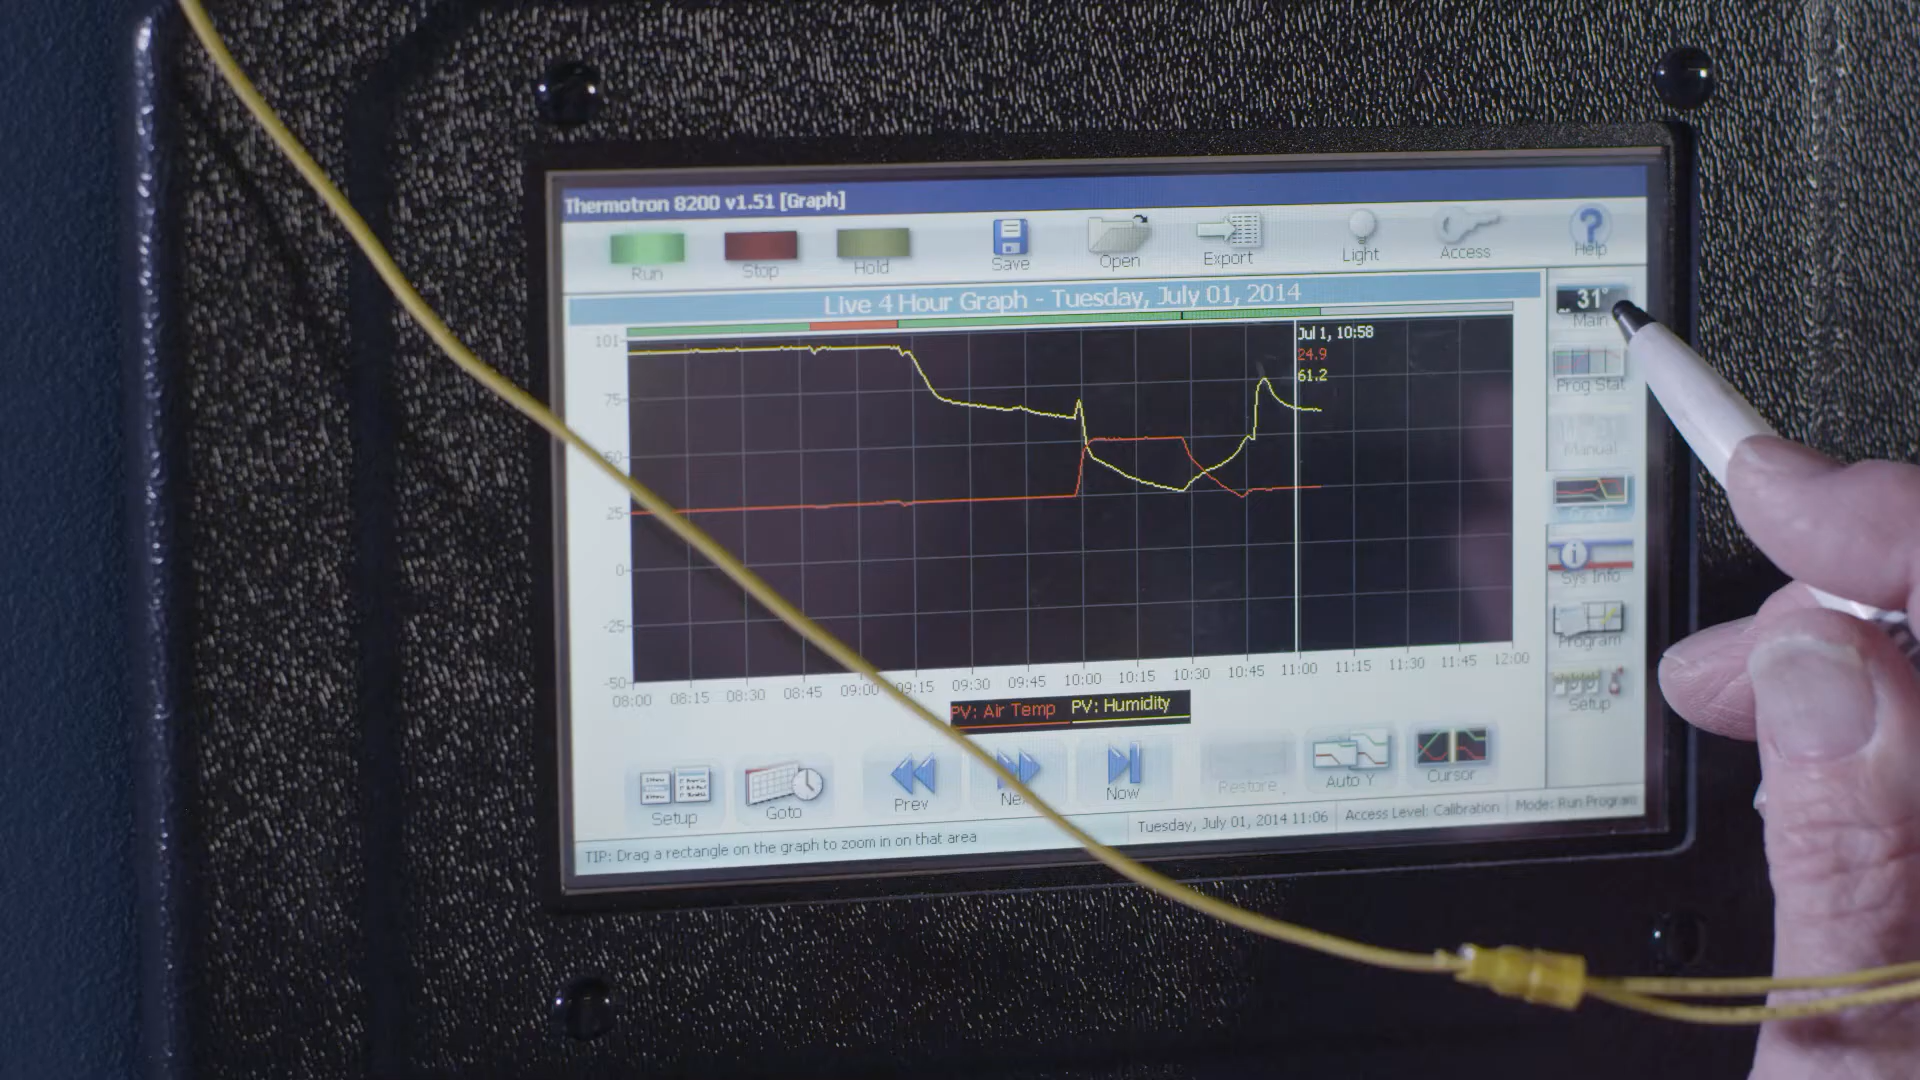 Thermotron 8200 v1.51 [Graph]
Run Stop Hold Save Open Export Light Access Help
Live 4 Hour Graph - Tuesday, July 01, 2014
31°
Main
Prog Stat
Manual
Graph
Sys Info
Program
Setup
Jul 1, 10:58
24.9
61.2
101
75
50
25
0
-25
-50
08:00 08:15 08:30 08:45 09:00 09:15 09:30 09:45 10:00 10:15 10:30 10:45 11:00 11:15 11:30 11:45 12:00
PV: Air Temp PV: Humidity
Setup Goto Prev Next Now Restore Auto Y Cursor
TIP: Drag a rectangle on the graph to zoom in on that area
Tuesday, July 01, 2014 11:06
Access Level: Calibration
Mode: Run Program